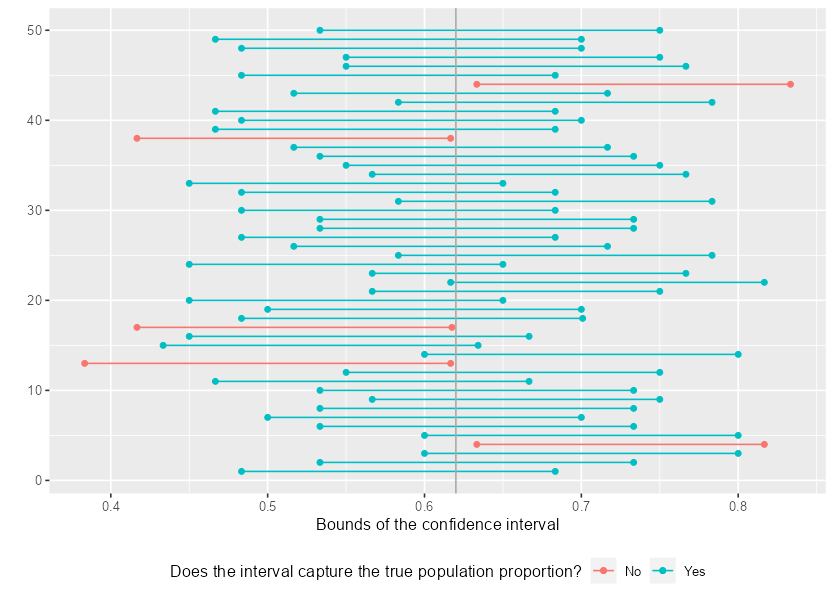 50
40
30
20
10
0
0.4 0.5 0.6 0.7 0.8
Bounds of the confidence interval
Does the interval capture the true population proportion? No Yes